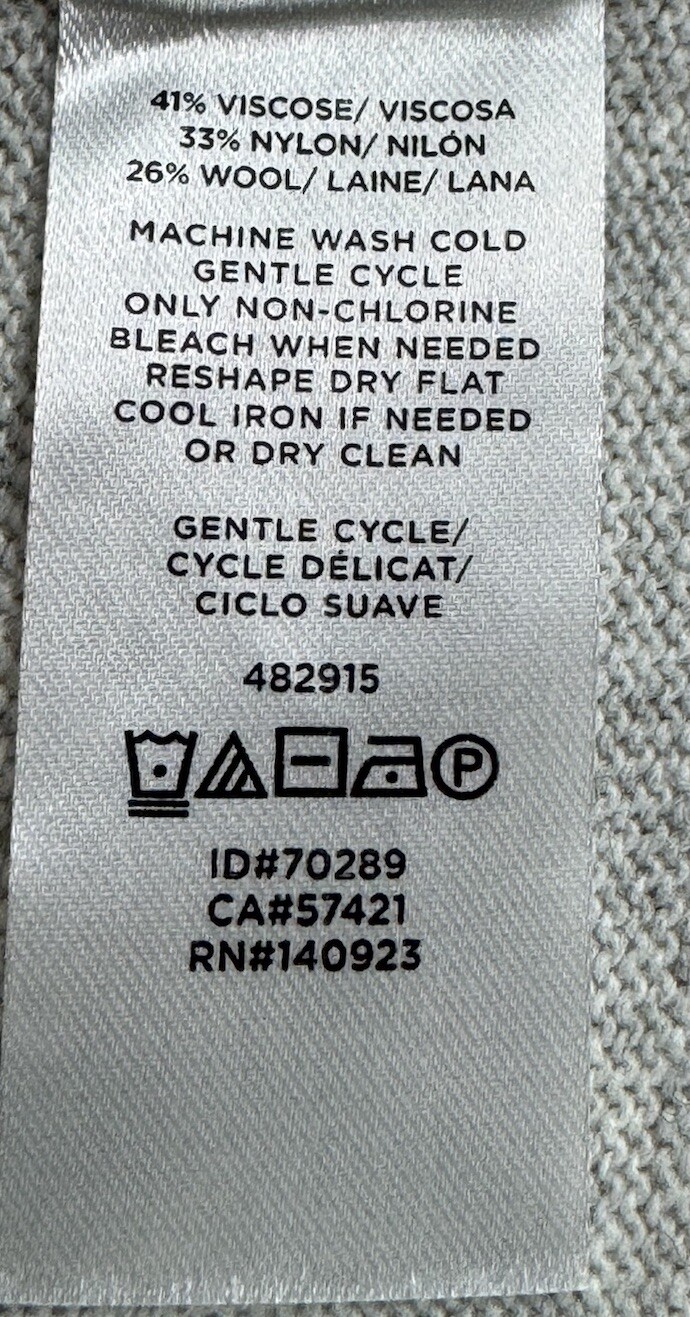 41% VISCOSE/ VISCOSA
33% NYLON/ NILÓN
26% WOOL/ LAINE/ LANA
MACHINE WASH COLD
GENTLE CYCLE
ONLY NON-CHLORINE
BLEACH WHEN NEEDED
RESHAPE DRY FLAT
COOL IRON IF NEEDED
OR DRY CLEAN
GENTLE CYCLE/
CYCLE DÉLICAT/
CICLO SUAVE
482915
P
ID#70289
CA#57421
RN#140923